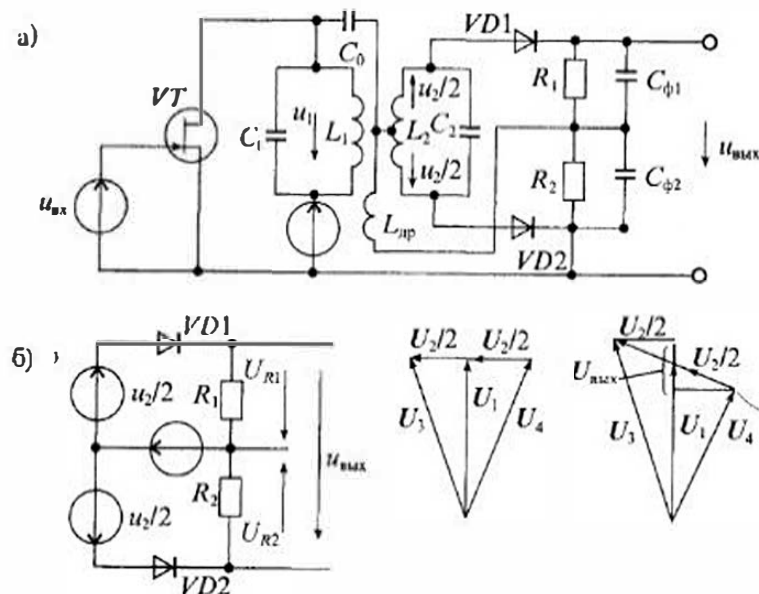 а)
VT
uвх
C0
C1
u1
L1
Lдр
u2/2
L2
C2
u2/2
VD1
R1
Cф1
R2
Cф2
uвых
VD2
б)
VD1
u2/2
u2/2
R1
UR1
R2
UR2
uвых
VD2
U2/2
U2/2
U3
U1
U4
U2/2
U2/2
Uвых
U3
U1
U4